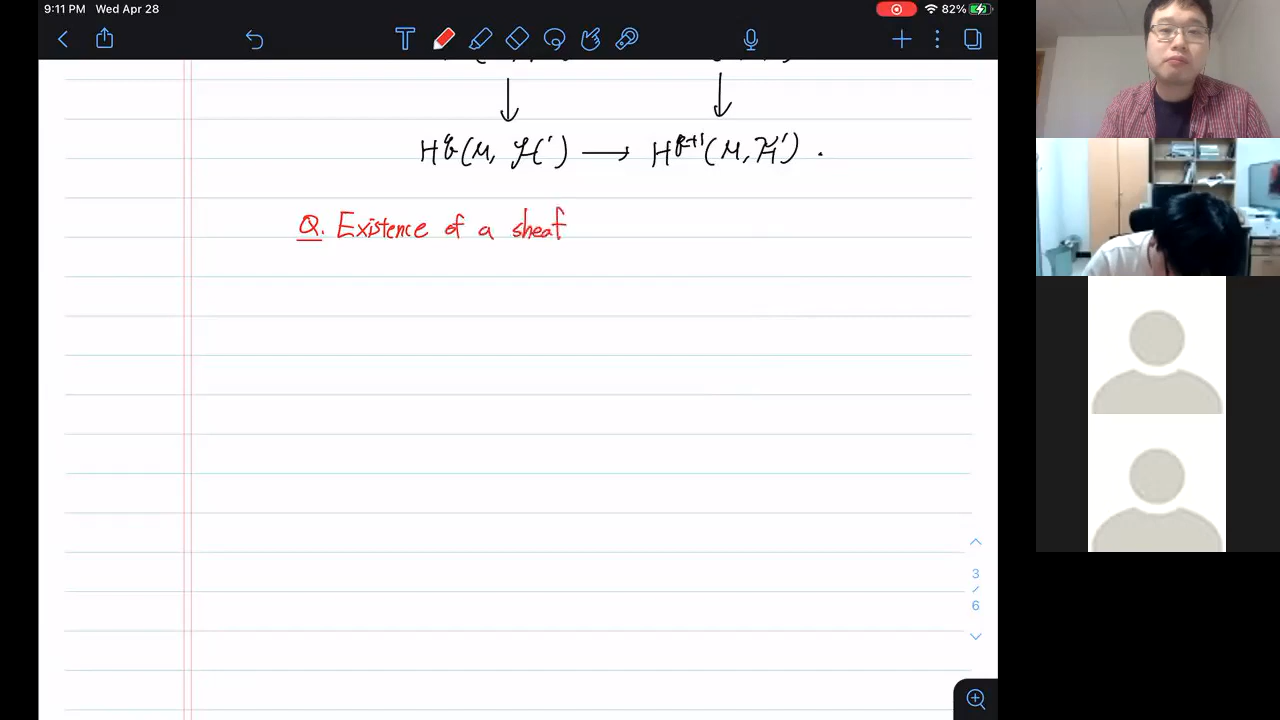 9:11 PM Wed Apr 28
82%
H^q(M, ℋ') → H^{q+1}(M, ℋ').
Q. Existence of a sheaf
3
/
6